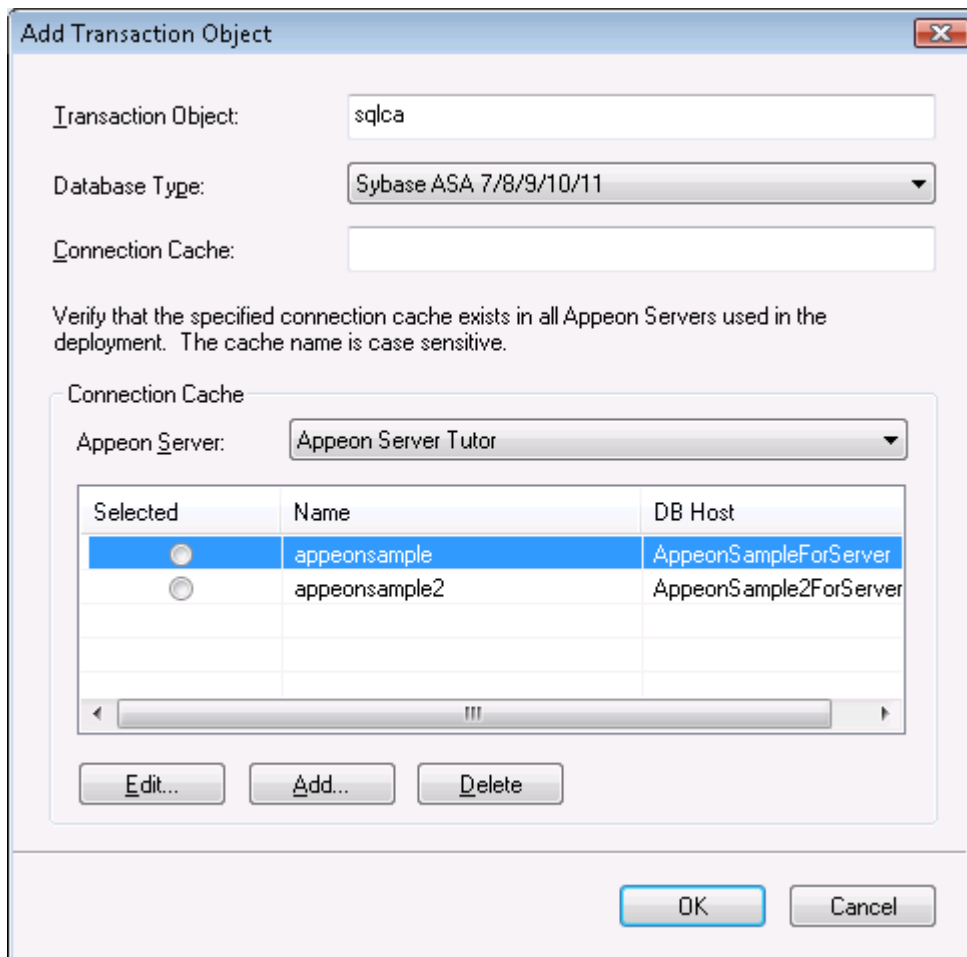 Add Transaction Object
Transaction Object: sqlca
Database Type: Sybase ASA 7/8/9/10/11
Connection Cache:
Verify that the specified connection cache exists in all Appeon Servers used in the
deployment. The cache name is case sensitive.
Connection Cache
Appeon Server: Appeon Server Tutor
Selected Name DB Host
appeonsample AppeonSampleForServer
appeonsample2 AppeonSample2ForServer
Edit... Add... Delete
OK Cancel